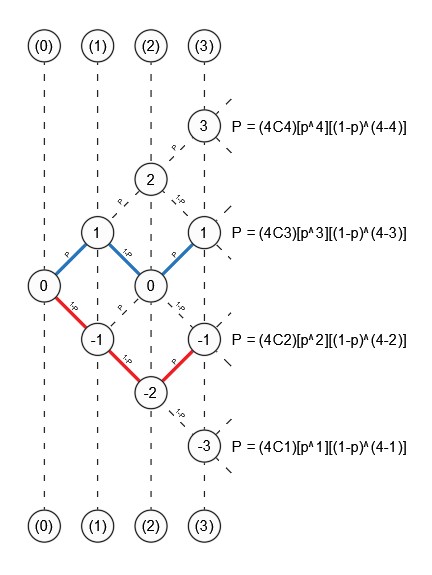 (0) (1) (2) (3)
3 P = (4C4)[p^4][(1-p)^(4-4)]
p
2
p 1-p
1 1 P = (4C3)[p^3][(1-p)^(4-3)]
p 1-p p
0 0
1-p p 1-p
-1 -1 P = (4C2)[p^2][(1-p)^(4-2)]
1-p p
-2
1-p
-3 P = (4C1)[p^1][(1-p)^(4-1)]
(0) (1) (2) (3)